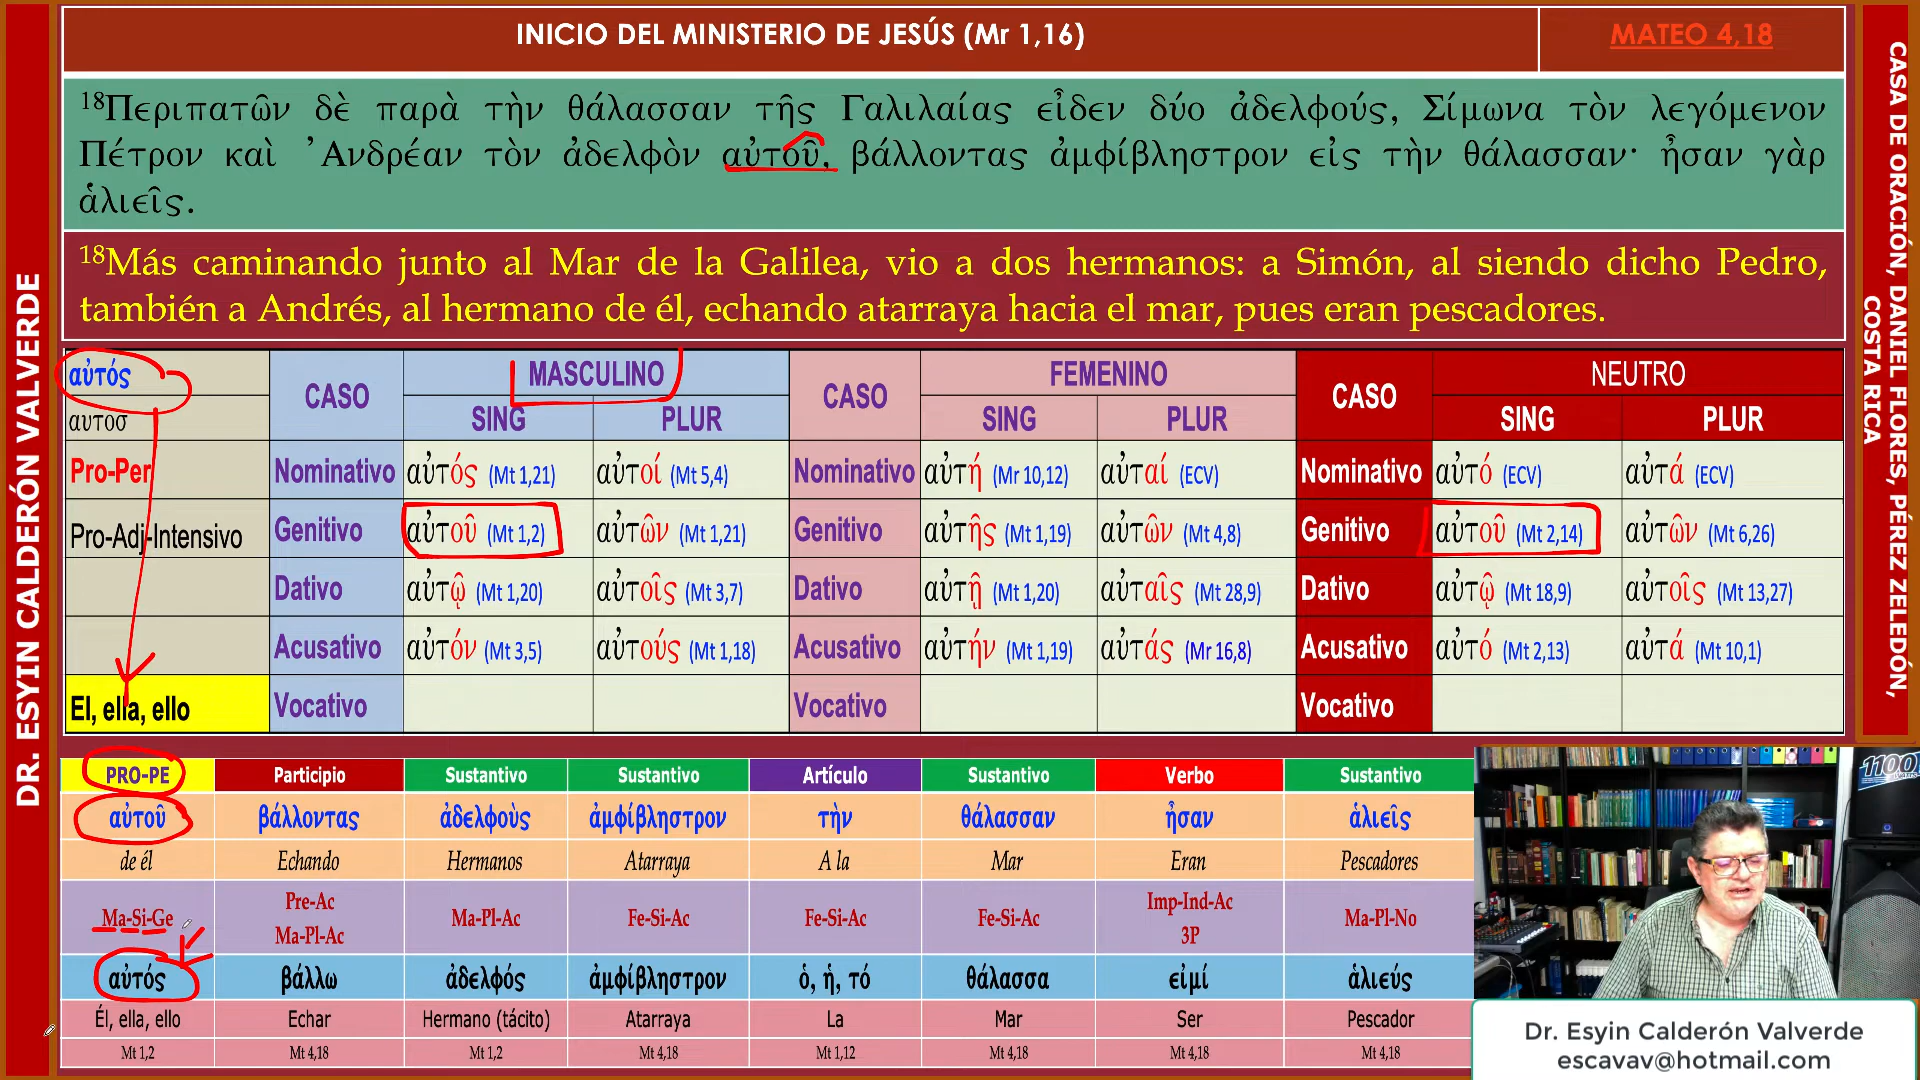 INICIO DEL MINISTERIO DE JESÚS (Mr 1,16)
MATEO 4,18
18Περιπατῶν δὲ παρὰ τὴν θάλασσαν τῆς Γαλιλαίας εἶδεν δύο ἀδελφούς, Σίμωνα τὸν λεγόμενον
Πέτρον καὶ Ἀνδρέαν τὸν ἀδελφὸν αὐτοῦ, βάλλοντας ἀμφίβληστρον εἰς τὴν θάλασσαν· ἦσαν γὰρ
ἁλιεῖς.
18Más caminando junto al Mar de la Galilea, vio a dos hermanos: a Simón, al siendo dicho Pedro,
también a Andrés, al hermano de él, echando atarraya hacia el mar, pues eran pescadores.
αὐτός CASO MASCULINO CASO FEMENINO CASO NEUTRO
αυτοσ SING PLUR SING PLUR SING PLUR
Pro-Per Nominativo αὐτός (Mt 1,21) αὐτοί (Mt 5,4) Nominativo αὐτή (Mr 10,12) αὐταί (ECV) Nominativo αὐτό (ECV) αὐτά (ECV)
Pro-Adj-Intensivo Genitivo αὐτοῦ (Mt 1,2) αὐτῶν (Mt 1,21) Genitivo αὐτῆς (Mt 1,19) αὐτῶν (Mt 4,8) Genitivo αὐτοῦ (Mt 2,14) αὐτῶν (Mt 6,26)
Dativo αὐτῷ (Mt 1,20) αὐτοῖς (Mt 3,7) Dativo αὐτῇ (Mt 1,20) αὐταῖς (Mt 28,9) Dativo αὐτῷ (Mt 18,9) αὐτοῖς (Mt 13,27)
Acusativo αὐτόν (Mt 3,5) αὐτούς (Mt 1,18) Acusativo αὐτήν (Mt 1,19) αὐτάς (Mr 16,8) Acusativo αὐτό (Mt 2,13) αὐτά (Mt 10,1)
El, ella, ello Vocativo Vocativo Vocativo
PRO-PE Participio Sustantivo Sustantivo Artículo Sustantivo Verbo Sustantivo
αὐτοῦ βάλλοντας ἀδελφοὺς ἀμφίβληστρον τὴν θάλασσαν ἦσαν ἁλιεῖς
de él Echando Hermanos Atarraya A la Mar Eran Pescadores
Ma-Si-Ge Pre-Ac Ma-Pl-Ac Ma-Pl-Ac Fe-Si-Ac Fe-Si-Ac Fe-Si-Ac Imp-Ind-Ac 3P Ma-Pl-No
αὐτός βάλλω ἀδελφός ἀμφίβληστρον ὁ, ἡ, τό θάλασσα εἰμί ἁλιεύς
Él, ella, ello Echar Hermano (tácito) Atarraya La Mar Ser Pescador
Mt 1,2 Mt 4,18 Mt 1,2 Mt 4,18 Mt 1,12 Mt 4,18 Mt 4,18 Mt 4,18
DR. ESYIN CALDERÓN VALVERDE
CASA DE ORACIÓN, DANIEL FLORES, PÉREZ ZELEDÓN,
COSTA RICA
1100
Dr. Esyin Calderón Valverde
escavav@hotmail.com